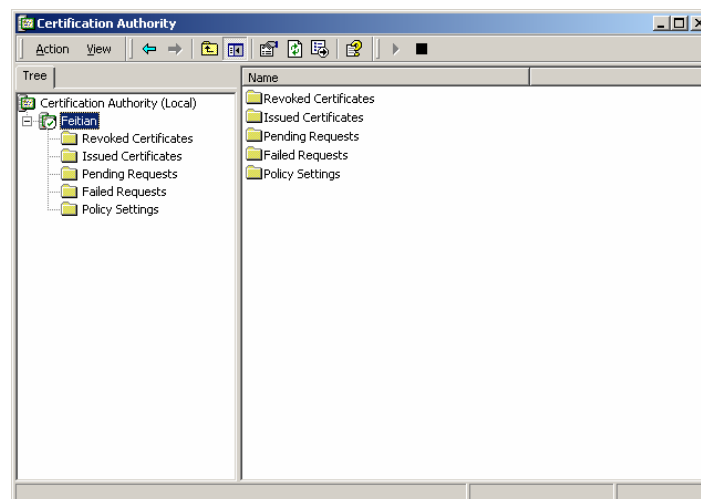 Certification Authority
Action View
Tree
Name
Certification Authority (Local)
Feitian
Revoked Certificates
Issued Certificates
Pending Requests
Failed Requests
Policy Settings
Revoked Certificates
Issued Certificates
Pending Requests
Failed Requests
Policy Settings